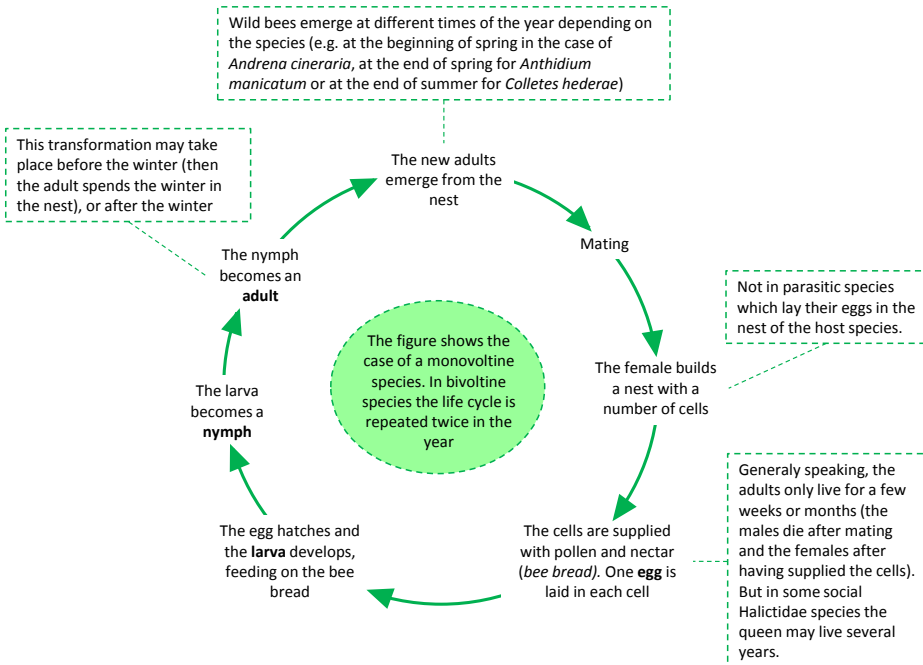 Wild bees emerge at different times of the year depending on
the species (e.g. at the beginning of spring in the case of
Andrena cineraria, at the end of spring for Anthidium
manicatum or at the end of summer for Colletes hederae)
This transformation may take
place before the winter (then
the adult spends the winter in
the nest), or after the winter
The new adults
emerge from the
nest
Mating
Not in parasitic species
which lay their eggs in the
nest of the host species.
The female builds
a nest with a
number of cells
Generaly speaking, the
adults only live for a few
weeks or months (the
males die after mating
and the females after
having supplied the cells).
But in some social
Halictidae species the
queen may live several
years.
The cells are supplied
with pollen and nectar
(bee bread). One egg is
laid in each cell
The egg hatches and
the larva develops,
feeding on the bee
bread
The larva
becomes a
nymph
The nymph
becomes an
adult
The figure shows the
case of a monovoltine
species. In bivoltine
species the life cycle is
repeated twice in the
year